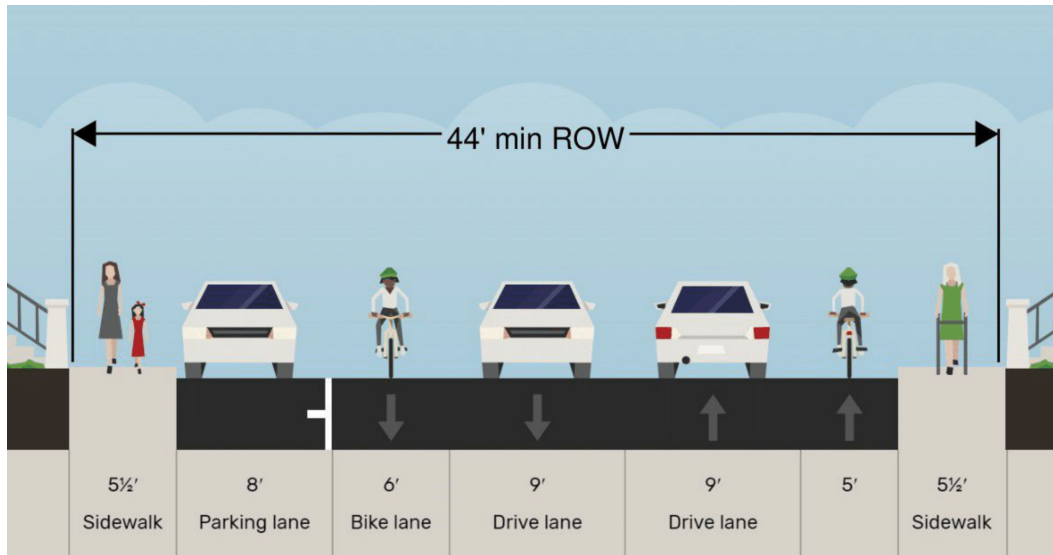 44' min ROW
5½′ 8′ 6′ 9′ 9′ 5′ 5½′
Sidewalk Parking lane Bike lane Drive lane Drive lane Sidewalk